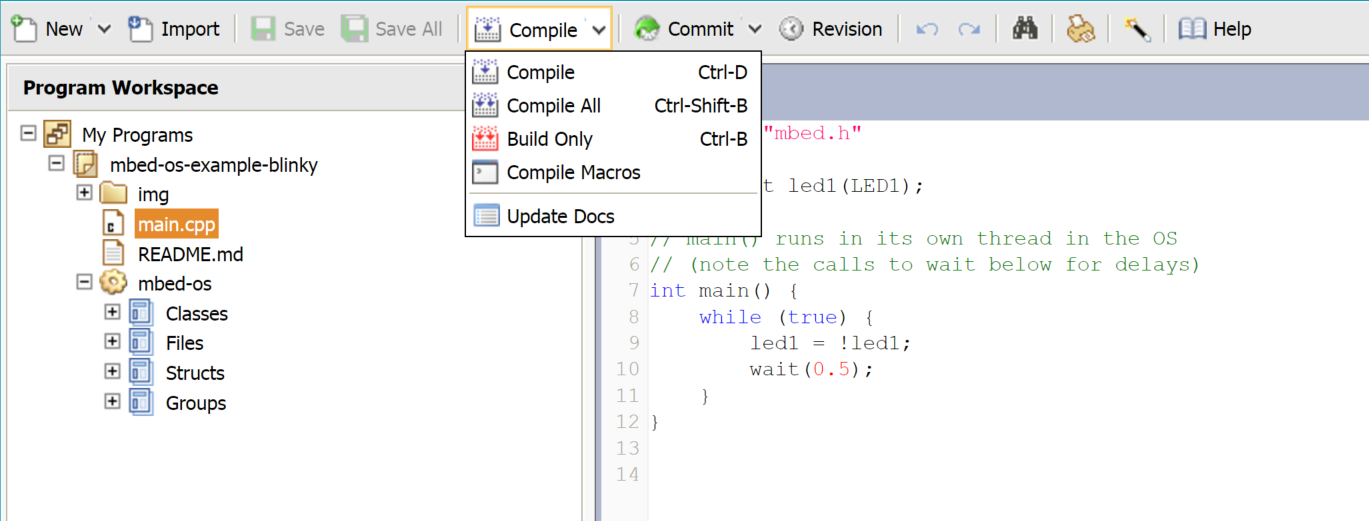 New Import Save Save All Compile Commit Revision Help
Program Workspace
Compile Ctrl-D
Compile All Ctrl-Shift-B
Build Only Ctrl-B
Compile Macros
Update Docs
My Programs
mbed-os-example-blinky
img
main.cpp
README.md
mbed-os
Classes
Files
Structs
Groups
"mbed.h"
t led1(LED1);
5 // main() runs in its own thread in the OS
6 // (note the calls to wait below for delays)
7 int main() {
8 while (true) {
9 led1 = !led1;
10 wait(0.5);
11 }
12 }
13
14